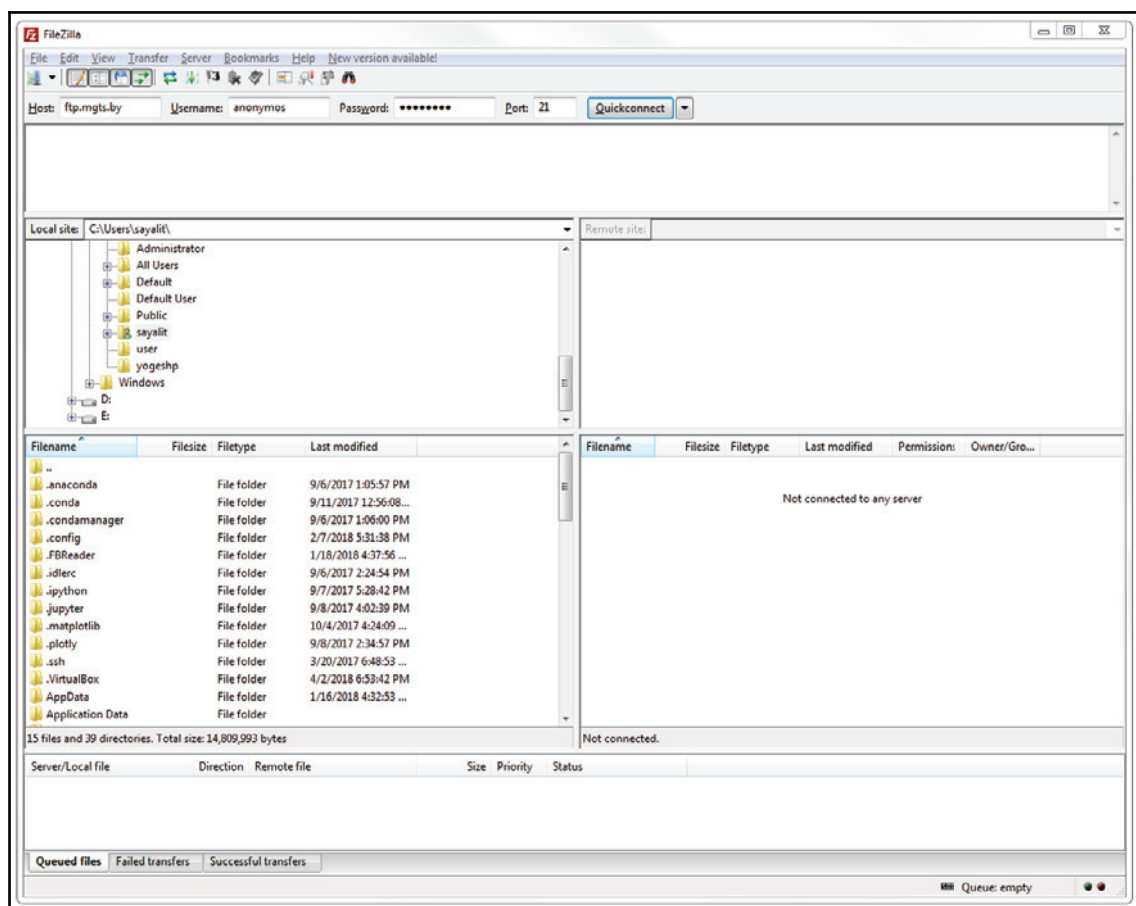 FileZilla
File Edit View Transfer Server Bookmarks Help New version available!
Host: ftp.mgts.by Username: anonymos Password: •••••••• Port: 21 Quickconnect
Local site: C:\Users\sayalit\
Remote site:
Administrator
All Users
Default
Default User
Public
sayalit
user
yogeshp
Windows
D:
E:
Filename Filesize Filetype Last modified
..
.anaconda File folder 9/6/2017 1:05:57 PM
.conda File folder 9/11/2017 12:56:08...
.condamanager File folder 9/6/2017 1:06:00 PM
.config File folder 2/7/2018 5:31:38 PM
.FBReader File folder 1/18/2018 4:37:56 ...
.idlerc File folder 9/6/2017 2:24:54 PM
.ipython File folder 9/7/2017 5:28:42 PM
.jupyter File folder 9/8/2017 4:02:39 PM
.matplotlib File folder 10/4/2017 4:24:09 ...
.plotly File folder 9/8/2017 2:34:57 PM
.ssh File folder 3/20/2017 6:48:53 ...
.VirtualBox File folder 4/2/2018 6:53:42 PM
AppData File folder 1/16/2018 4:32:53 ...
Application Data File folder
15 files and 39 directories. Total size: 14,809,993 bytes
Filename Filesize Filetype Last modified Permissions Owner/Gro...
Not connected to any server
Not connected.
Server/Local file Direction Remote file Size Priority Status
Queued files Failed transfers Successful transfers
Queue: empty